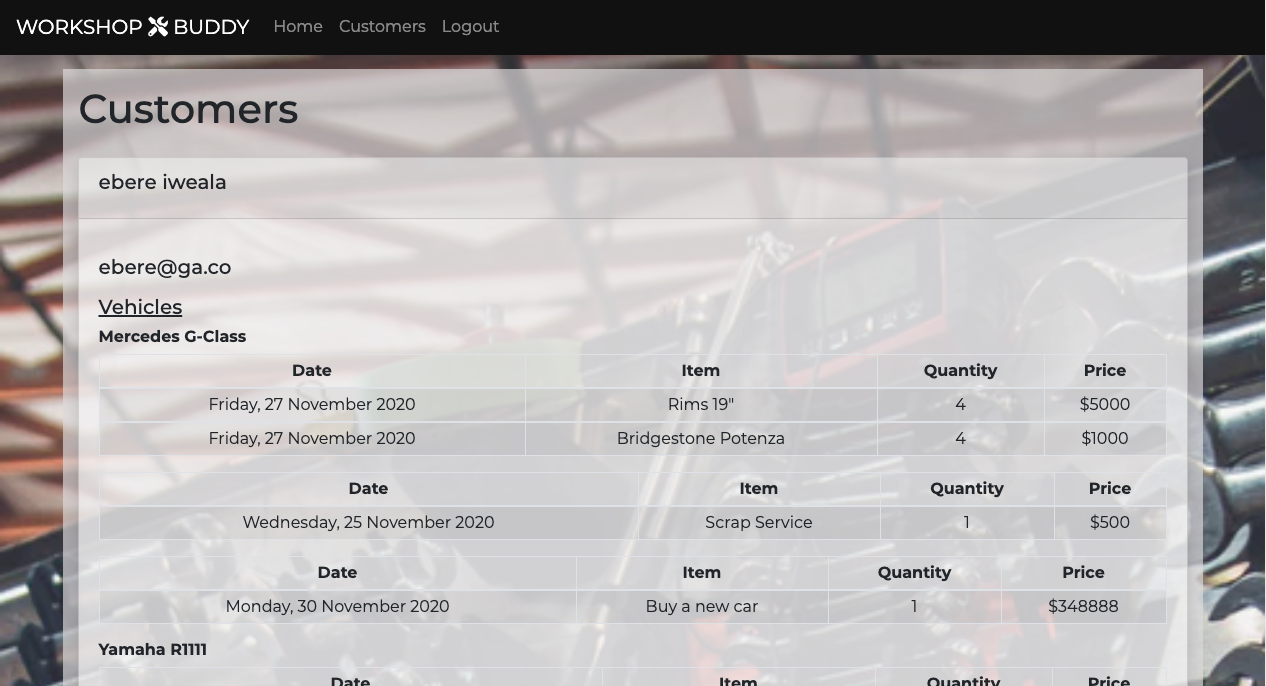 WORKSHOP BUDDY Home Customers Logout
Customers
ebere iweala
ebere@ga.co
Vehicles
Mercedes G-Class
Date Item Quantity Price
Friday, 27 November 2020 Rims 19" 4 $5000
Friday, 27 November 2020 Bridgestone Potenza 4 $1000
Date Item Quantity Price
Wednesday, 25 November 2020 Scrap Service 1 $500
Date Item Quantity Price
Monday, 30 November 2020 Buy a new car 1 $348888
Yamaha R1111
Date Item Quantity Price